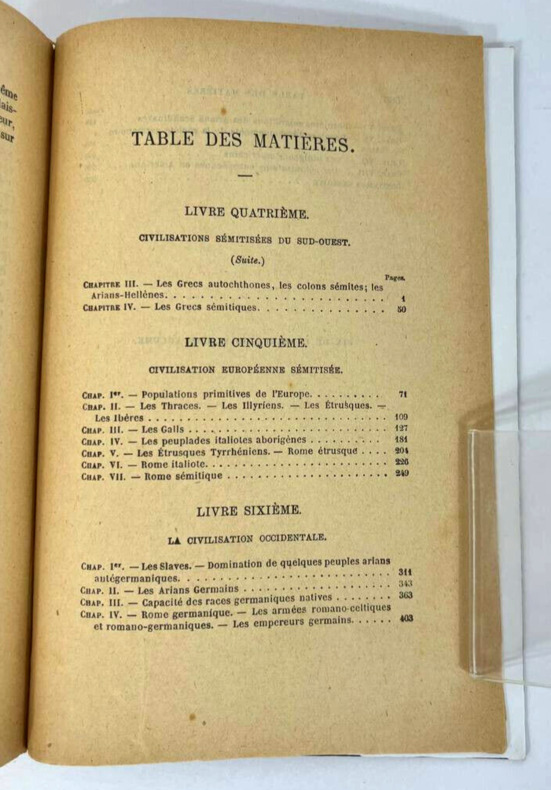 ême
ais-
eur,
sur
TABLE DES MATIÈRES.
LIVRE QUATRIÈME.
CIVILISATIONS SÉMITISÉES DU SUD-OUEST.
(Suite.)
Pages.
CHAPITRE III. — Les Grecs autochthones, les colons sémites; les
Arians-Hellènes. . . . . . . . . . . . . . . . . . . . . . . 1
CHAPITRE IV. — Les Grecs sémitiques. . . . . . . . . . . . . . 50
LIVRE CINQUIÈME.
CIVILISATION EUROPÉENNE SÉMITISÉE.
CHAP. Ier. — Populations primitives de l'Europe. . . . . . . . . . 71
CHAP. II. — Les Thraces. — Les Illyriens. — Les Étrusques. —
Les Ibères . . . . . . . . . . . . . . . . . . . . . . . . . 109
CHAP. III. — Les Galls . . . . . . . . . . . . . . . . . . . . . 127
CHAP. IV. — Les peuplades italiotes aborigènes . . . . . . . . . 181
CHAP. V. — Les Étrusques Tyrrhéniens. — Rome étrusque . . . . 204
CHAP. VI. — Rome italiote. . . . . . . . . . . . . . . . . . . . 226
CHAP. VII. — Rome sémitique . . . . . . . . . . . . . . . . . . 249
LIVRE SIXIÈME.
LA CIVILISATION OCCIDENTALE.
CHAP. Ier. — Les Slaves. — Domination de quelques peuples arians
antégermaniques. . . . . . . . . . . . . . . . . . . . . . . 311
CHAP. II. — Les Arians Germains . . . . . . . . . . . . . . . . 343
CHAP. III. — Capacité des races germaniques natives . . . . . . . 363
CHAP. IV. — Rome germanique. — Les armées romano-celtiques
et romano-germaniques. — Les empereurs germains. . . . . . 403